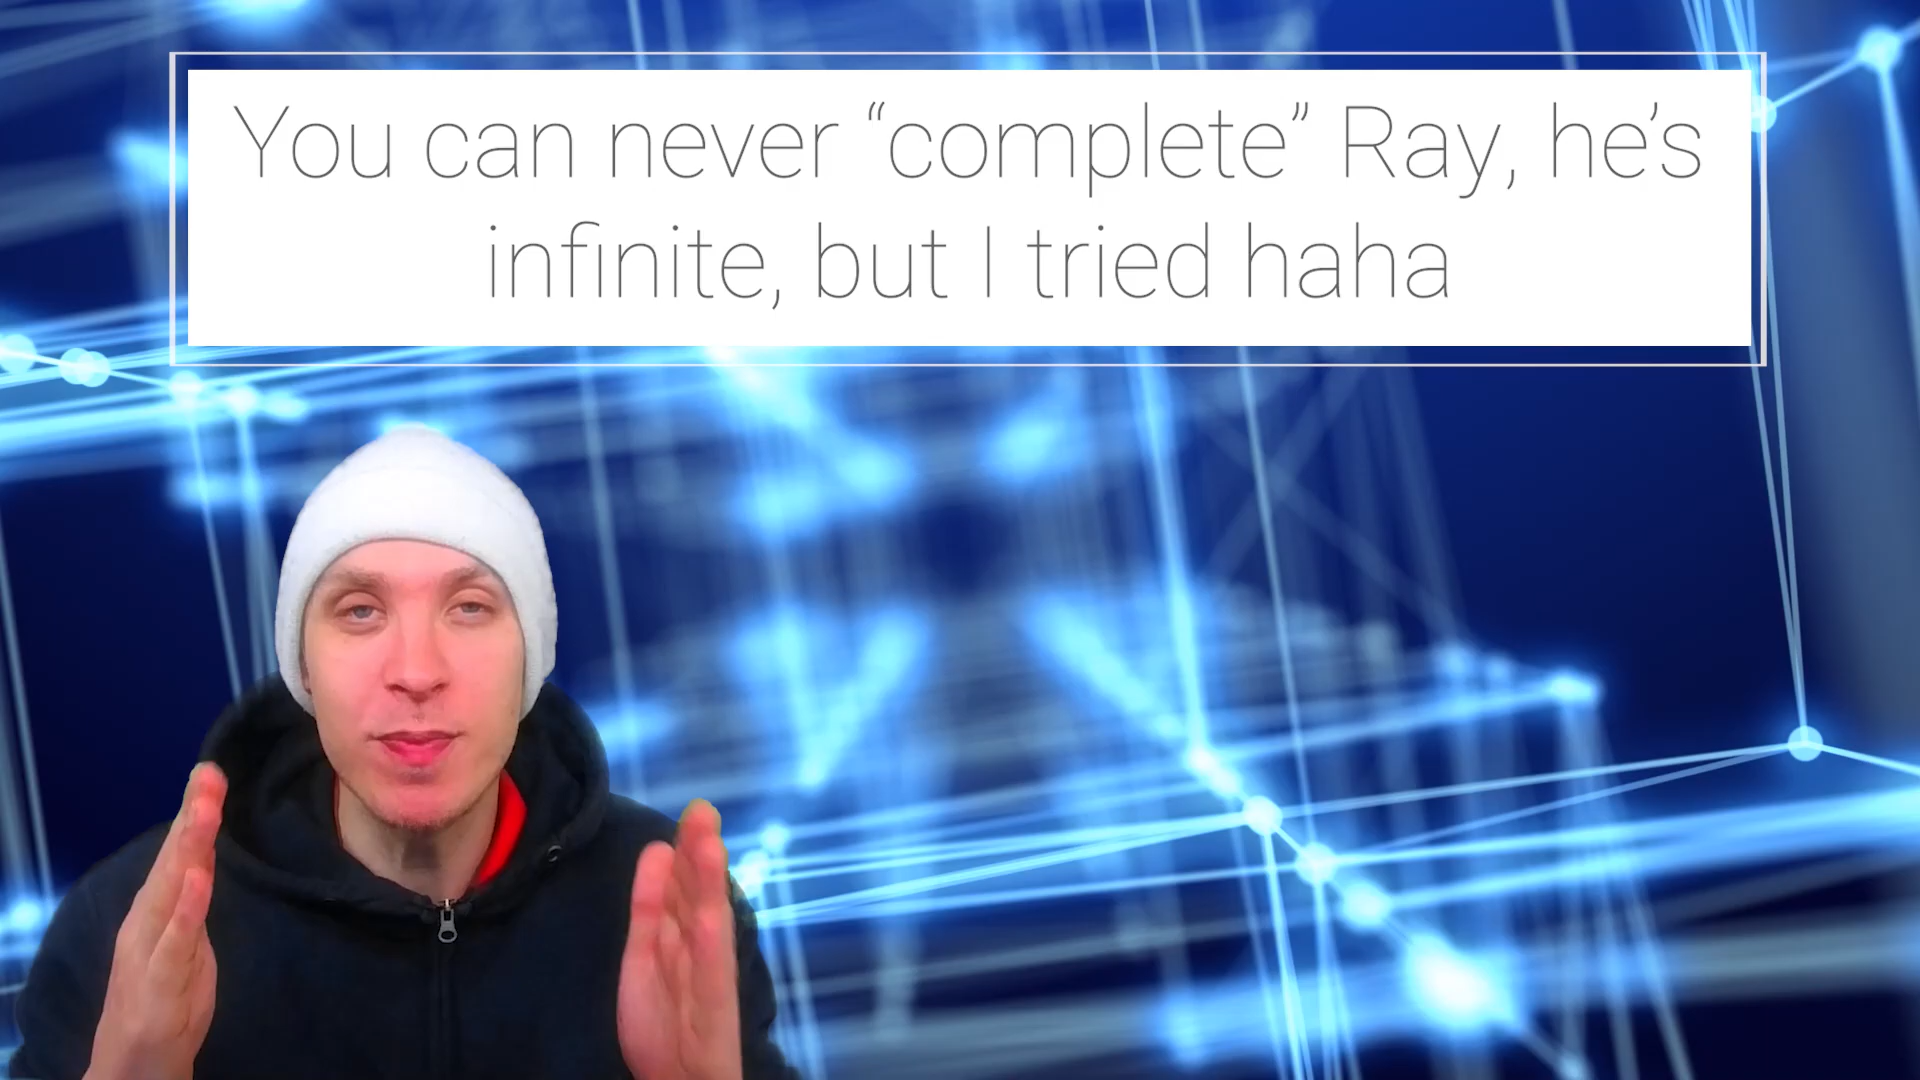 You can never “complete” Ray, he’s
infinite, but I tried haha